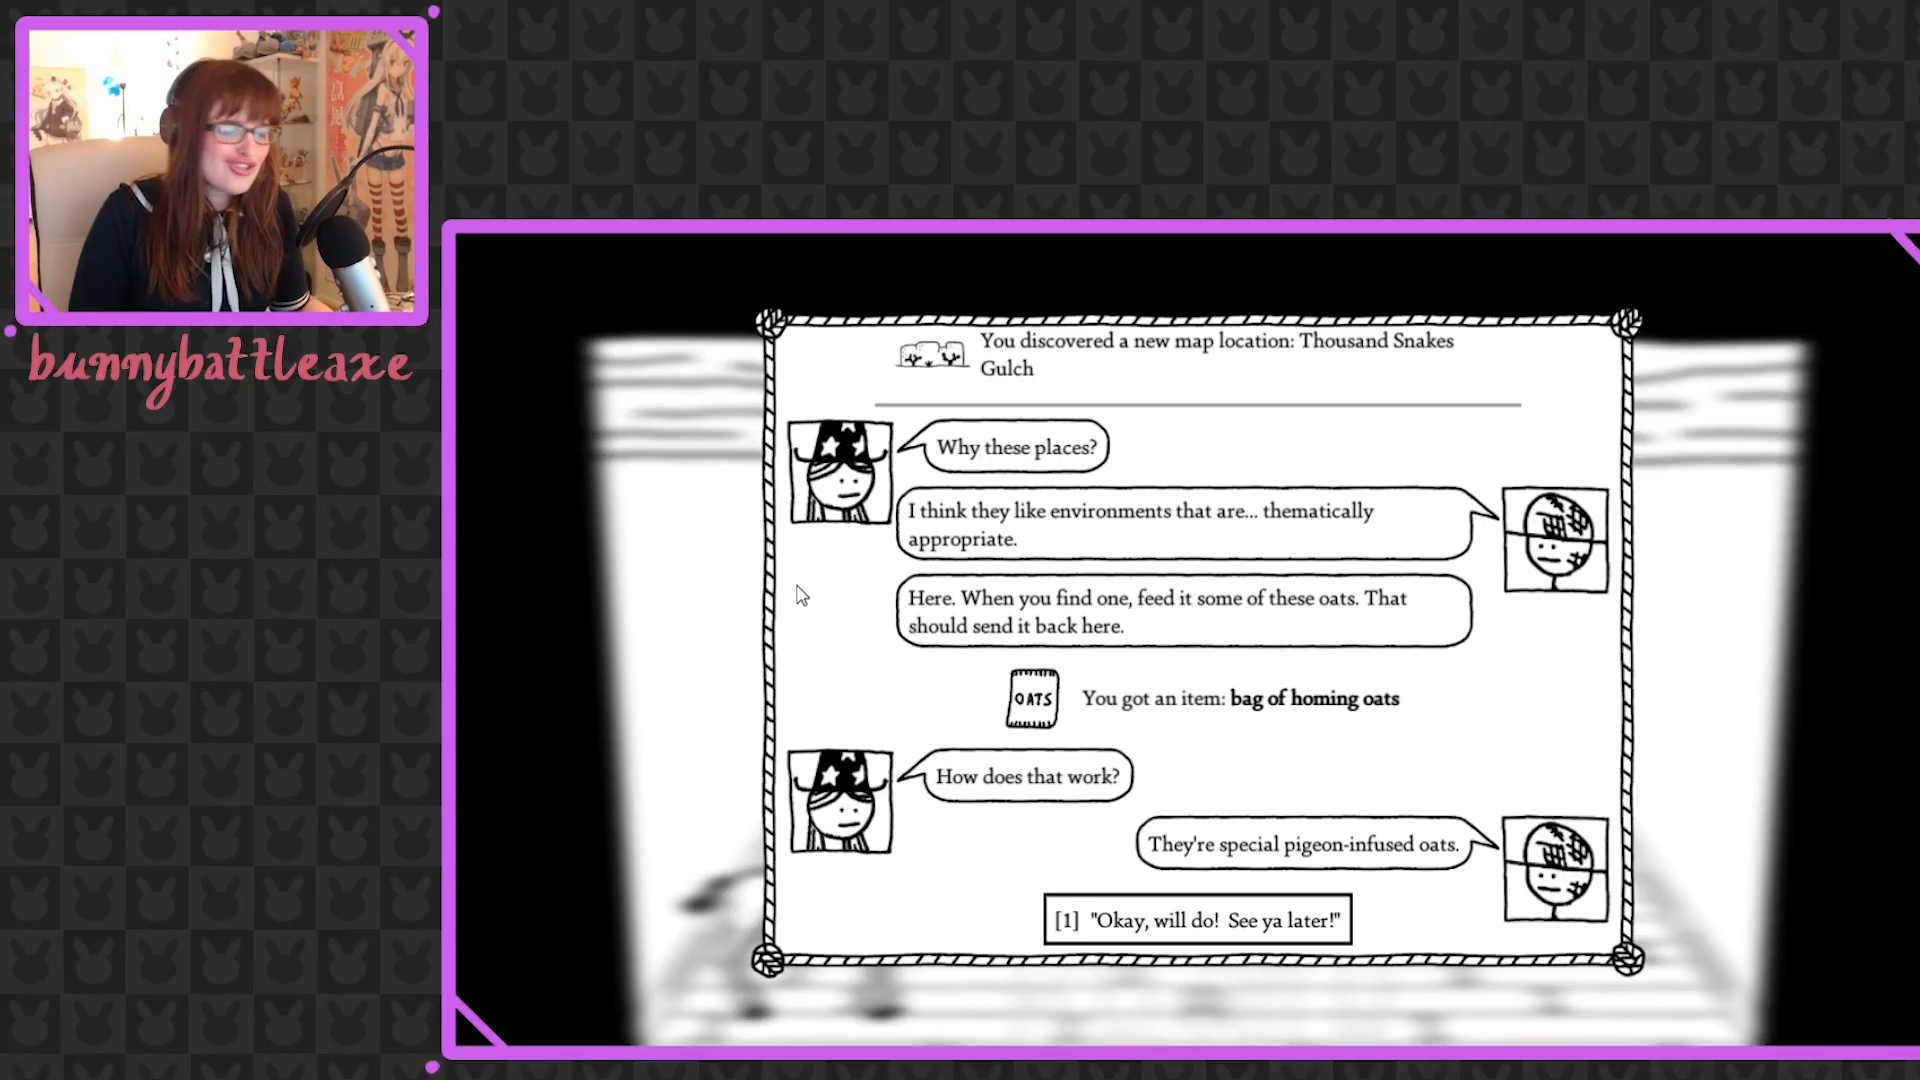 bunnybattleaxe
You discovered a new map location: Thousand Snakes
Gulch
Why these places?
I think they like environments that are... thematically
appropriate.
Here. When you find one, feed it some of these oats. That
should send it back here.
OATS
You got an item: bag of homing oats
How does that work?
They're special pigeon-infused oats.
[1] "Okay, will do! See ya later!"